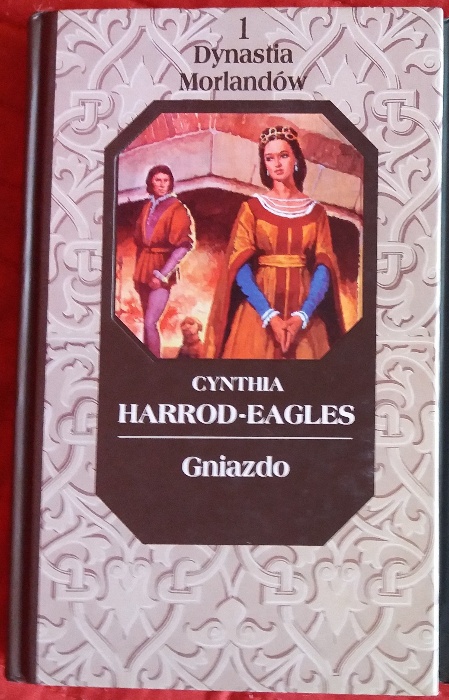 1
Dynastia
Morlandów
CYNTHIA
HARROD-EAGLES
Gniazdo